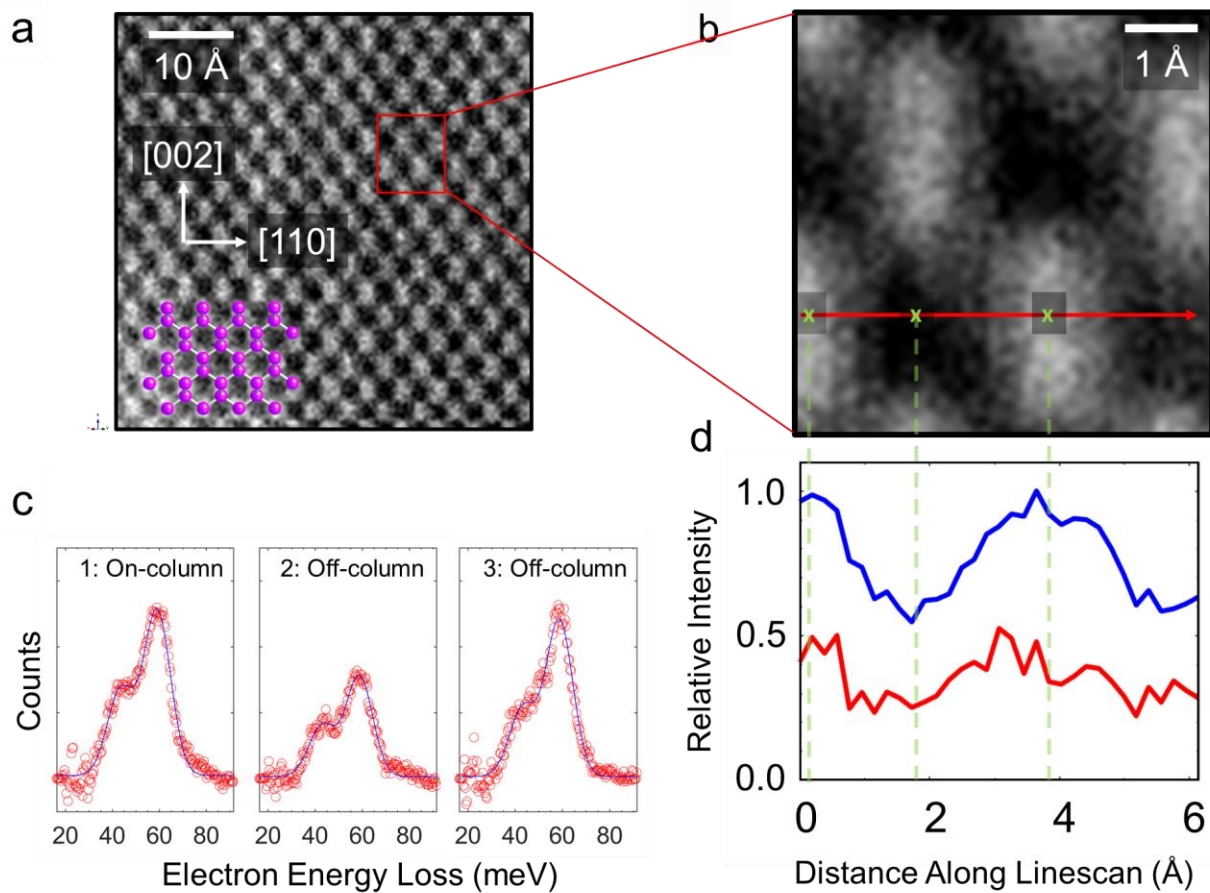 a
10 Å
[002]
[110]
b
1 Å
x
x
x
c
1: On-column
2: Off-column
3: Off-column
Counts
20 40 60 80
20 40 60 80
20 40 60 80
Electron Energy Loss (meV)
d
1.0
0.5
0.0
Relative Intensity
0 2 4 6
Distance Along Linescan (Å)